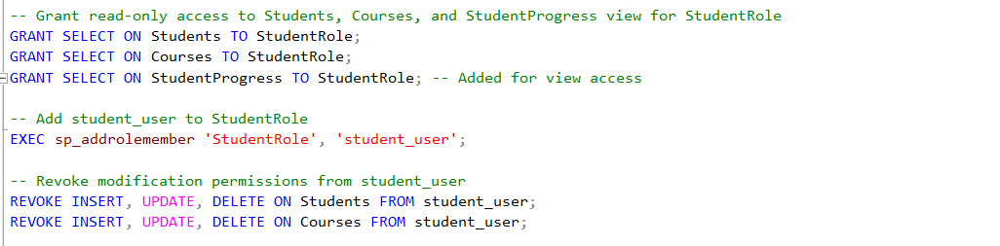 -- Grant read-only access to Students, Courses, and StudentProgress view for StudentRole
GRANT SELECT ON Students TO StudentRole;
GRANT SELECT ON Courses TO StudentRole;
GRANT SELECT ON StudentProgress TO StudentRole; -- Added for view access
-- Add student_user to StudentRole
EXEC sp_addrolemember 'StudentRole', 'student_user';
-- Revoke modification permissions from student_user
REVOKE INSERT, UPDATE, DELETE ON Students FROM student_user;
REVOKE INSERT, UPDATE, DELETE ON Courses FROM student_user;